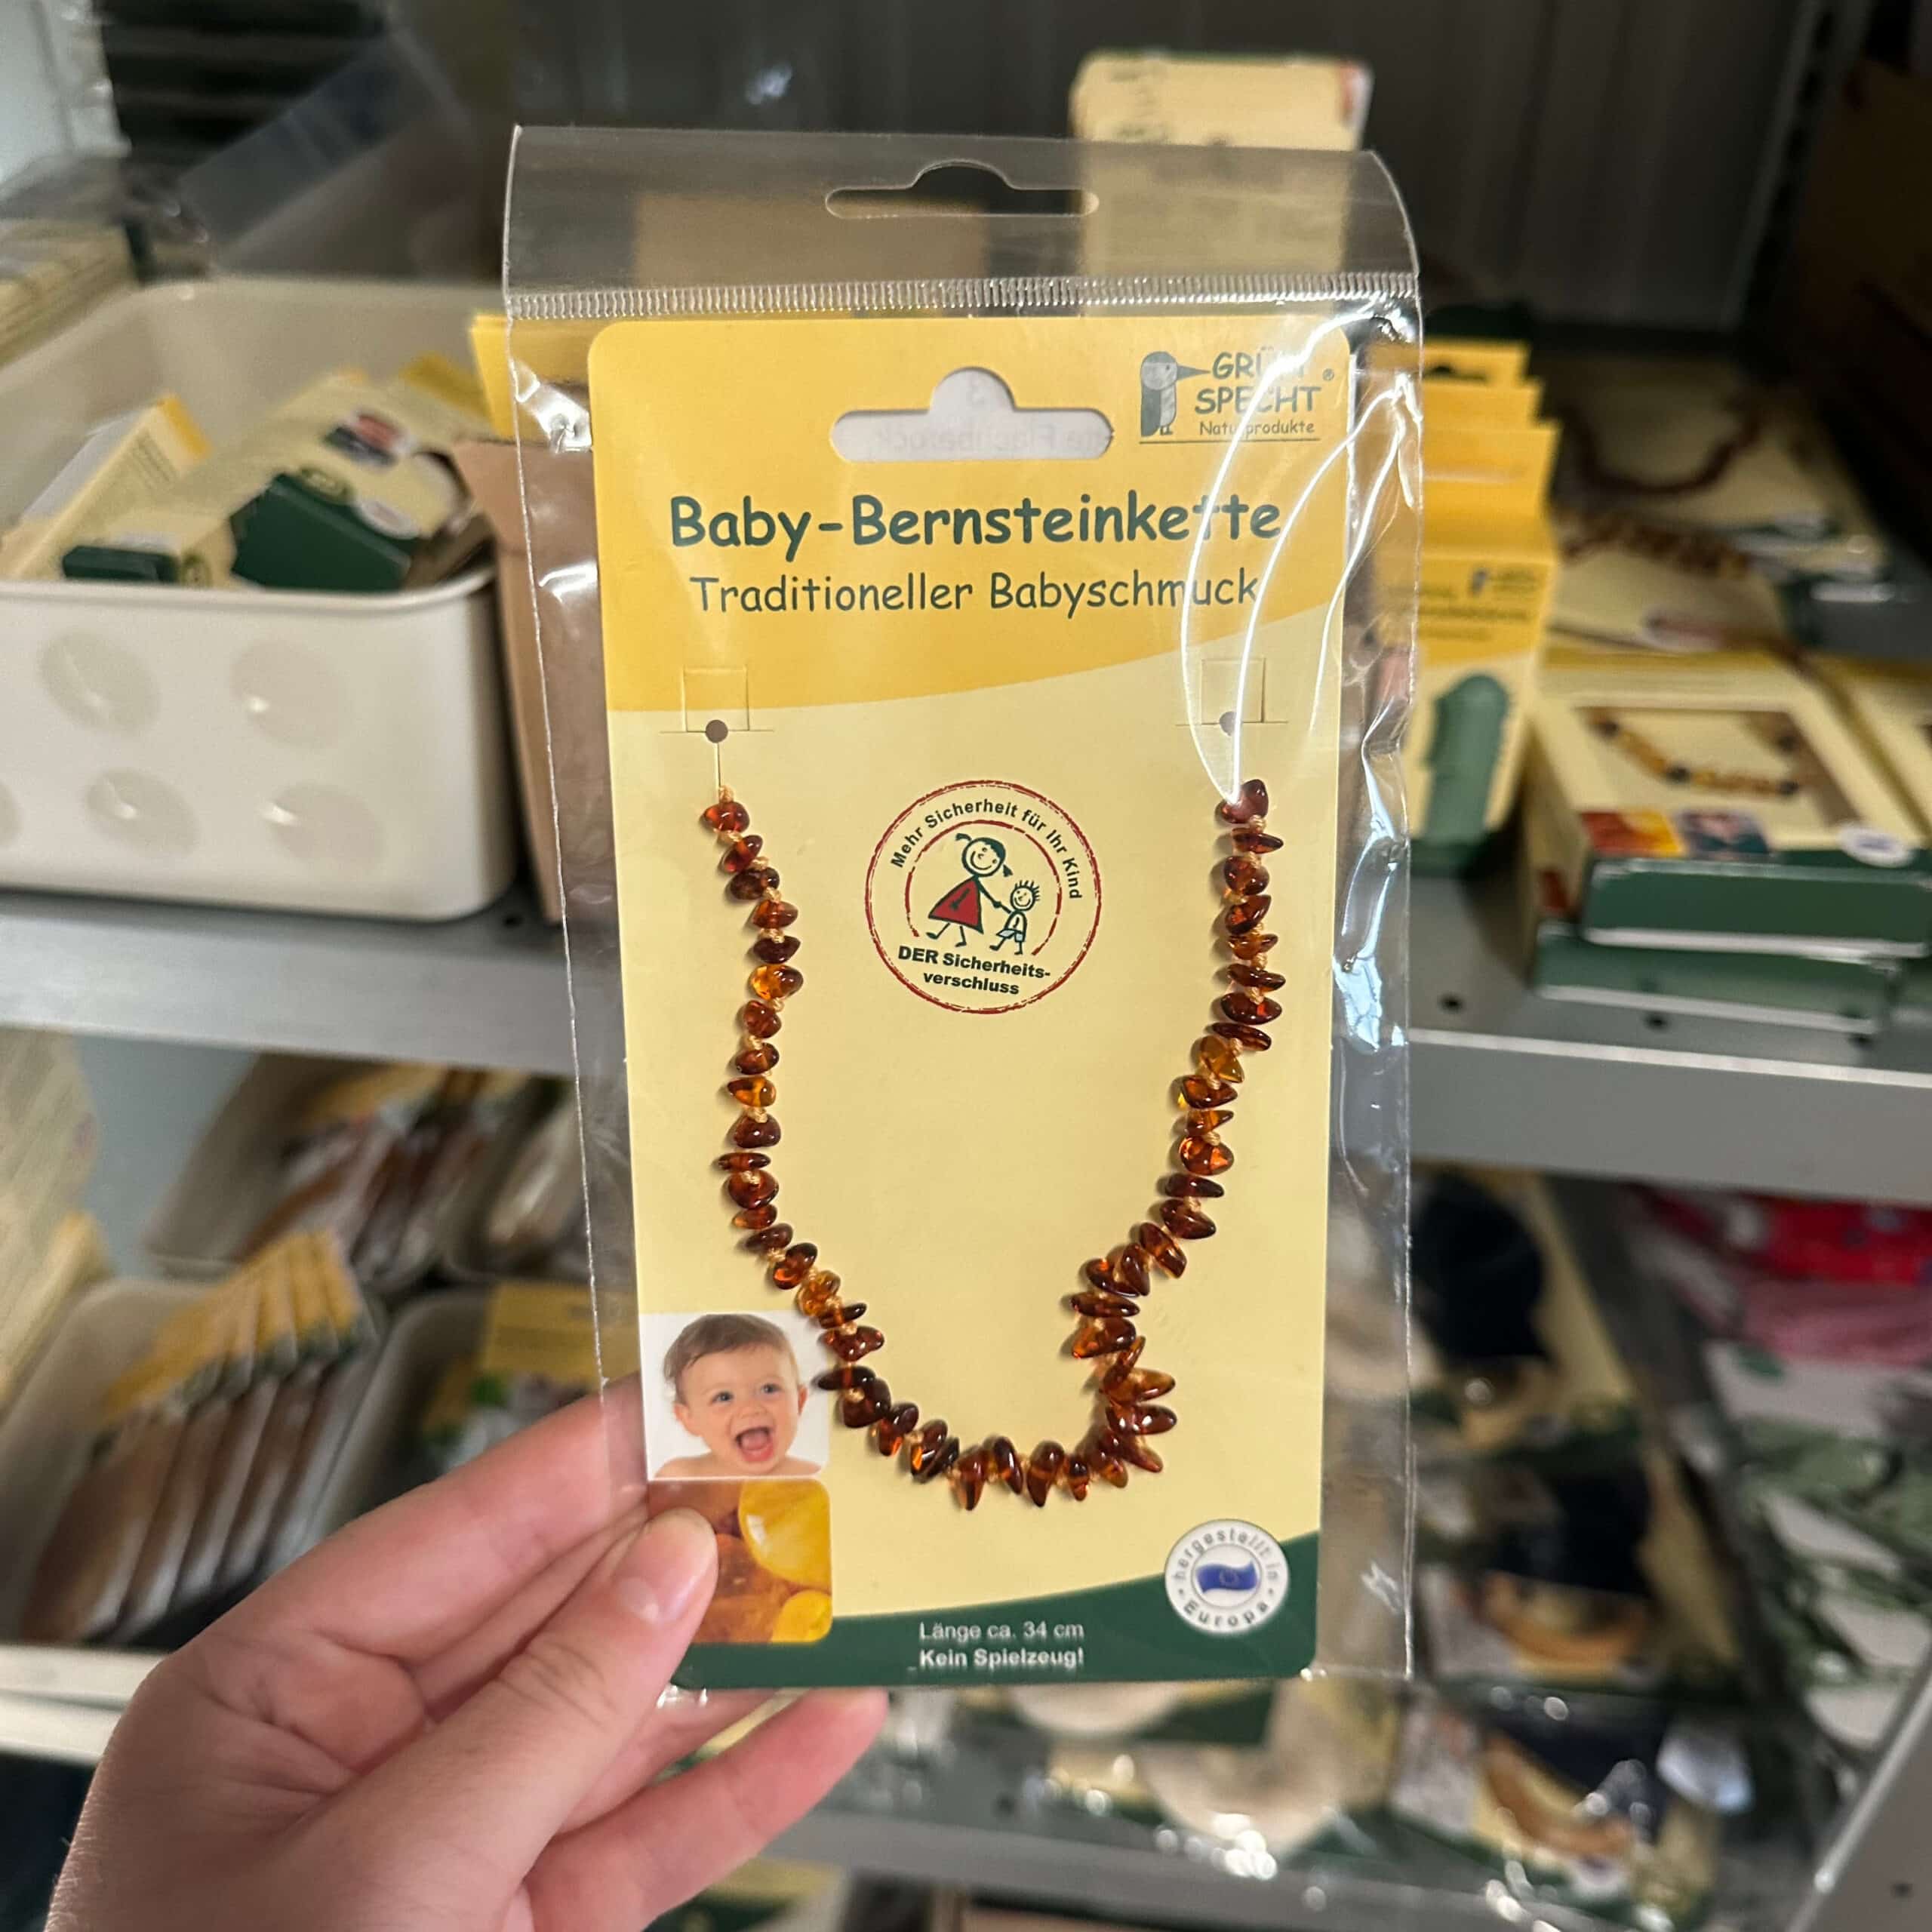 GRÜN
SPECHT®
Naturprodukte
Baby-Bernsteinkette
Traditioneller Babyschmuck
Mehr Sicherheit für Ihr Kind
DER Sicherheits-
verschluss
hergestellt in
Europa
Länge ca. 34 cm
Kein Spielzeug!